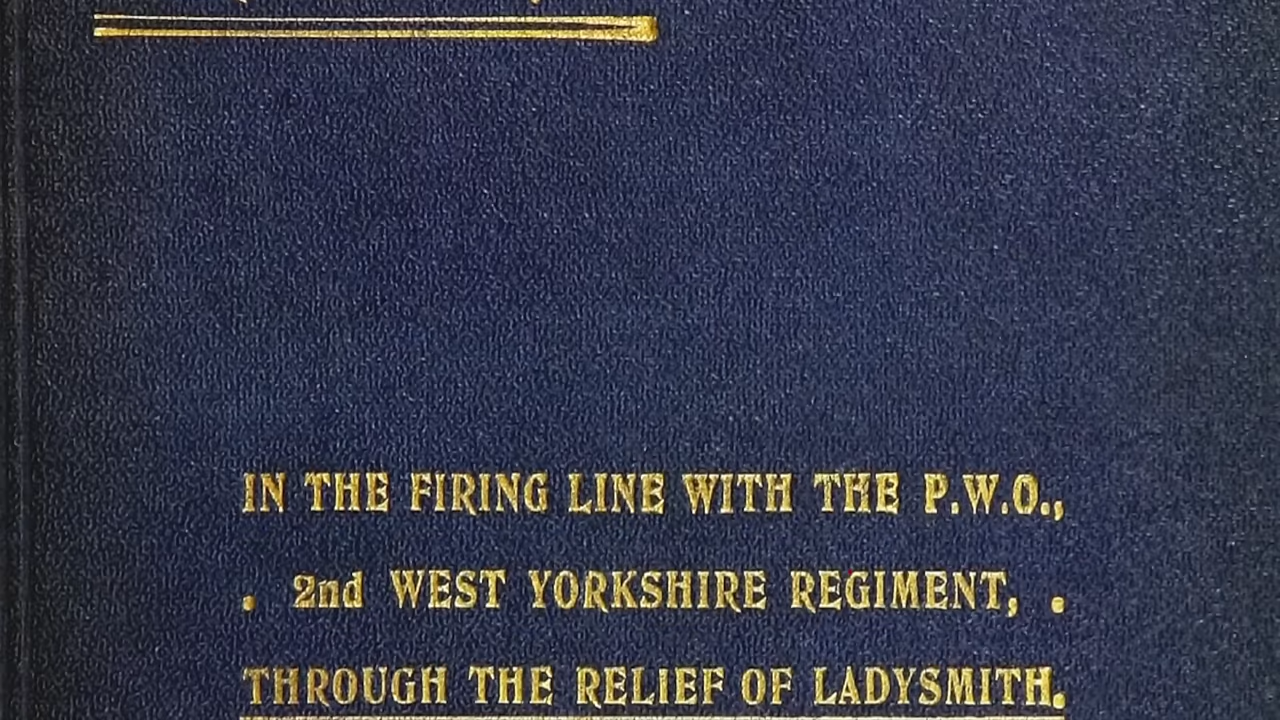 IN THE FIRING LINE WITH THE P.W.O.,
. 2nd WEST YORKSHIRE REGIMENT, .
THROUGH THE RELIEF OF LADYSMITH.